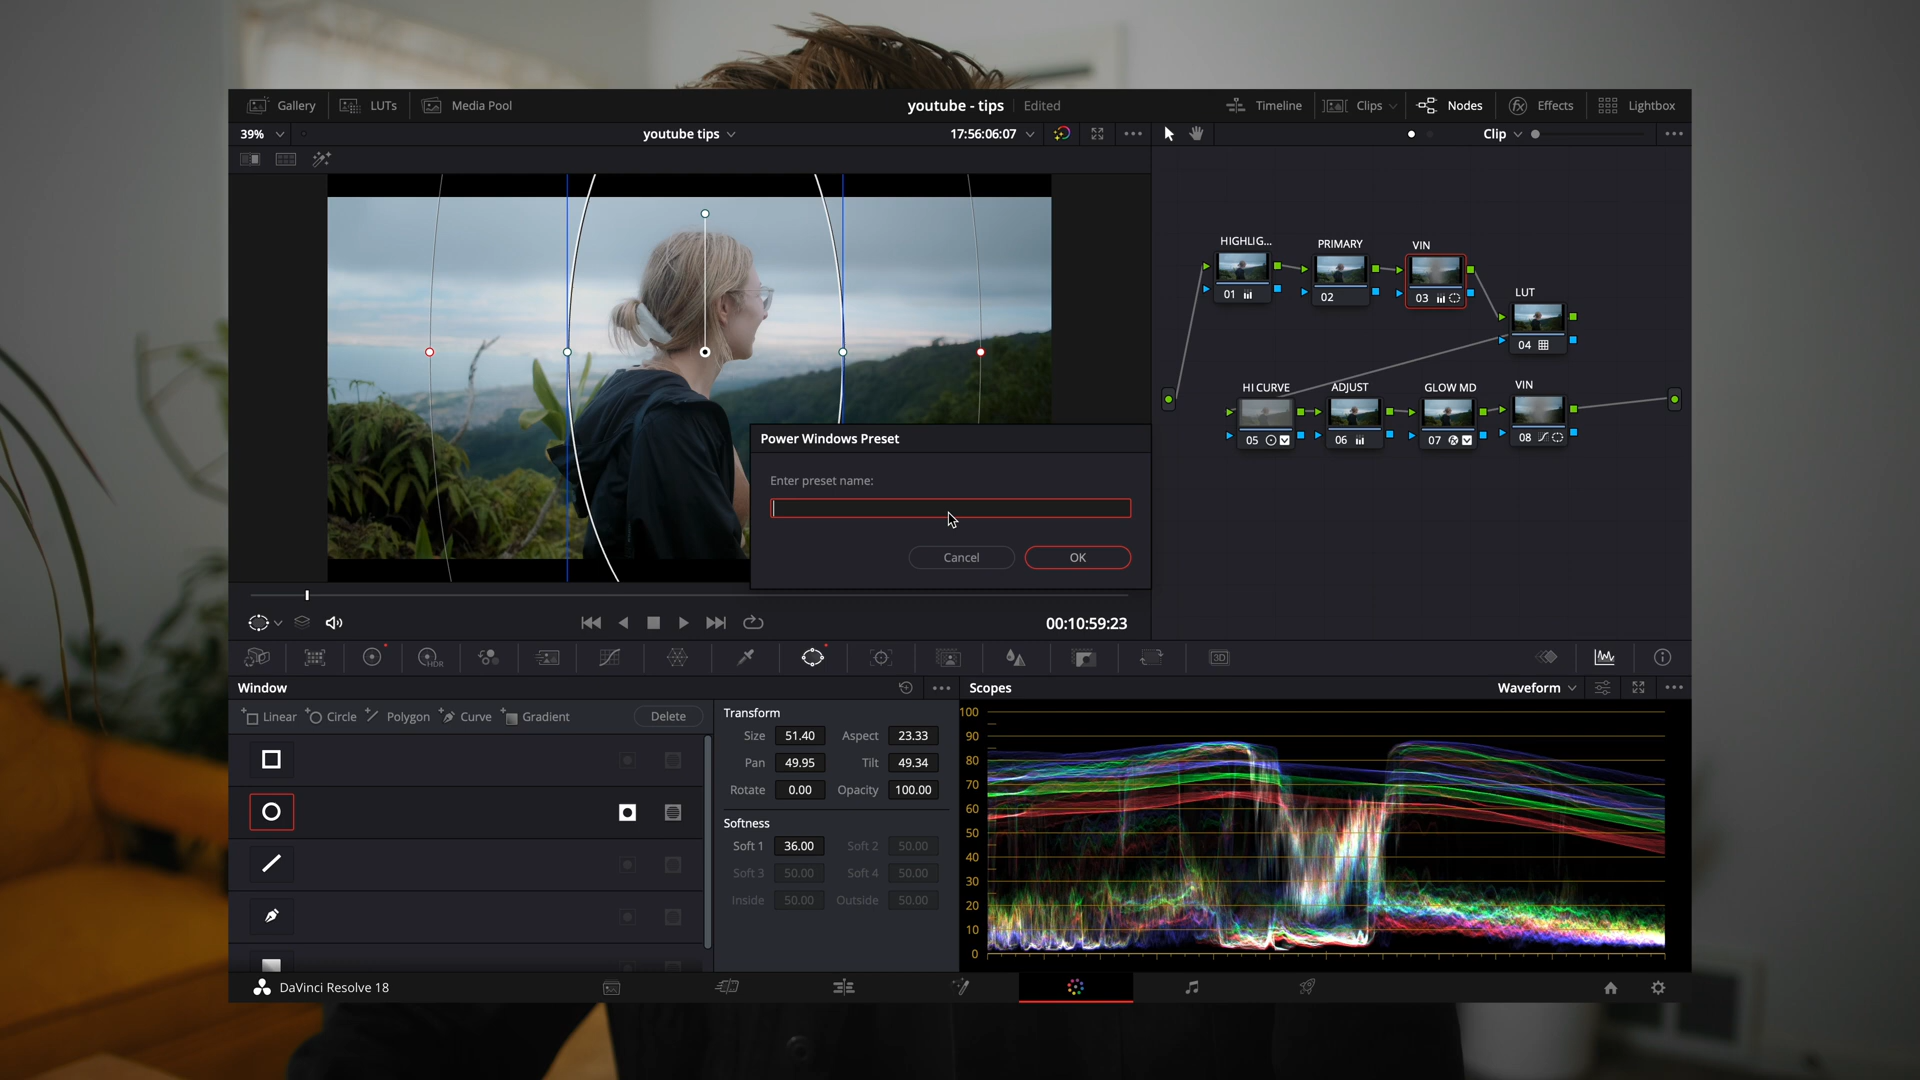 Gallery LUTs Media Pool youtube - tips Edited Timeline Clips Nodes Effects Lightbox
39% youtube tips 17:56:06:07 Clip
HIGHLIG... PRIMARY VIN
01 02 03
LUT
04
HI CURVE ADJUST GLOW MD VIN
05 06 07 08
Power Windows Preset
Enter preset name:
Cancel OK
00:10:59:23
HDR 3D
Window Scopes Waveform
Linear Circle Polygon Curve Gradient Delete
Transform
Size 51.40 Aspect 23.33
Pan 49.95 Tilt 49.34
Rotate 0.00 Opacity 100.00
Softness
Soft 1 36.00 Soft 2 50.00
Soft 3 50.00 Soft 4 50.00
Inside 50.00 Outside 50.00
100
90
80
70
60
50
40
30
20
10
0
DaVinci Resolve 18